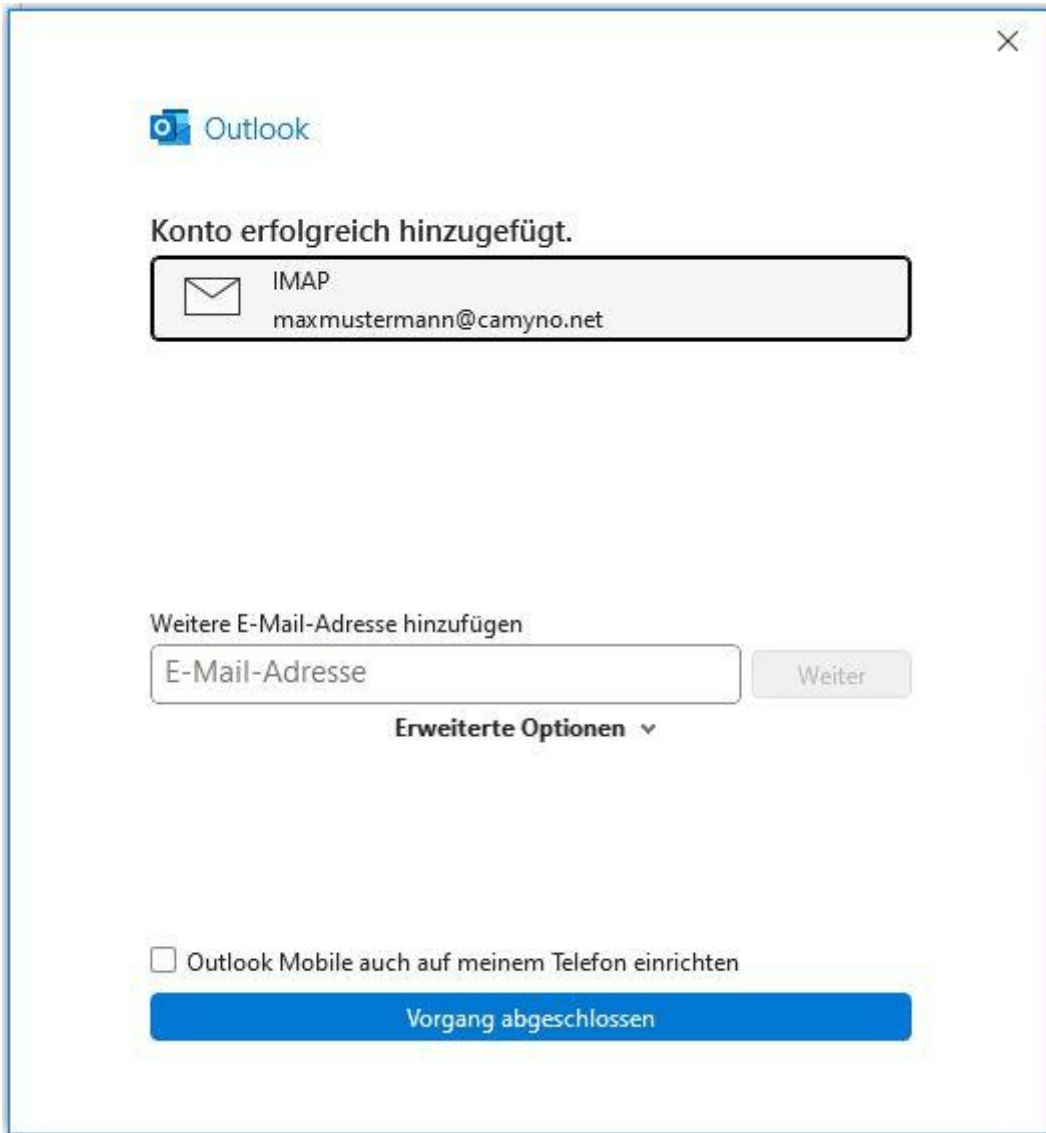 Outlook
Konto erfolgreich hinzugefügt.
IMAP
maxmustermann@camyno.net
Weitere E-Mail-Adresse hinzufügen
E-Mail-Adresse
Weiter
Erweiterte Optionen
Outlook Mobile auch auf meinem Telefon einrichten
Vorgang abgeschlossen